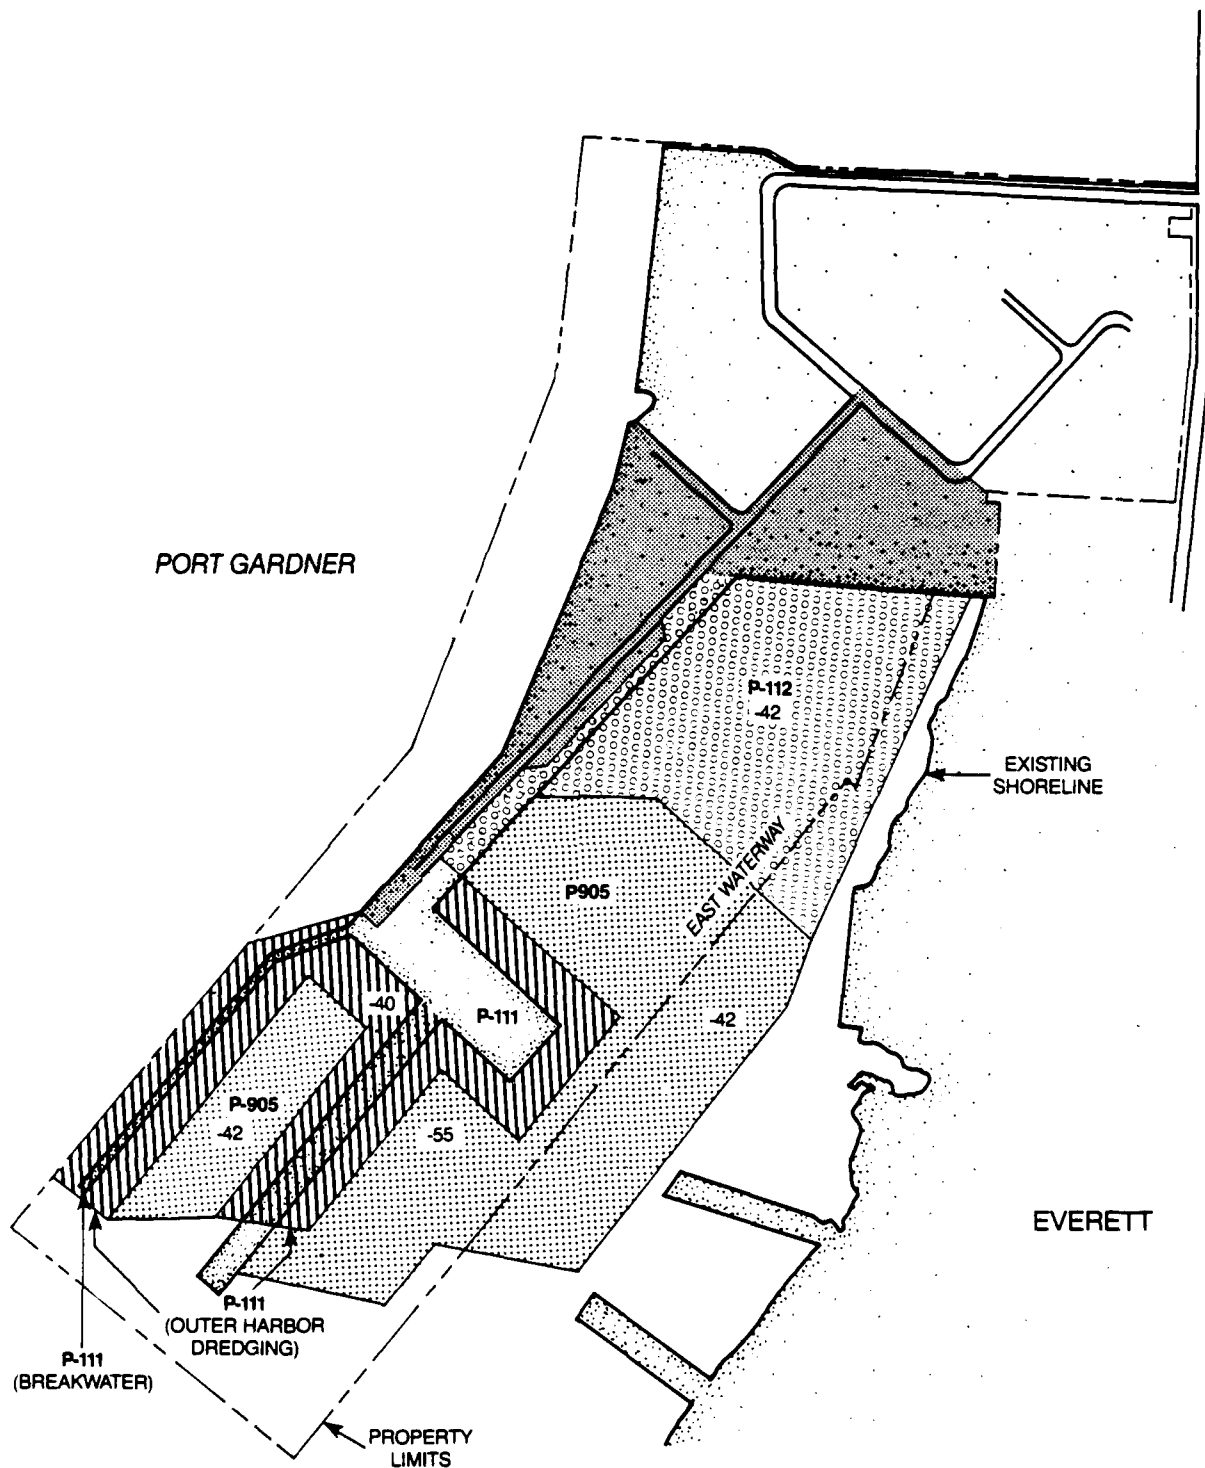 PORT GARDNER
P-112
-42
EXISTING
SHORELINE
EAST WATERWAY
P905
-40
P-111
-42
P-905
-42
-55
EVERETT
P-111
(OUTER HARBOR
DREDGING)
P-111
(BREAKWATER)
PROPERTY
LIMITS